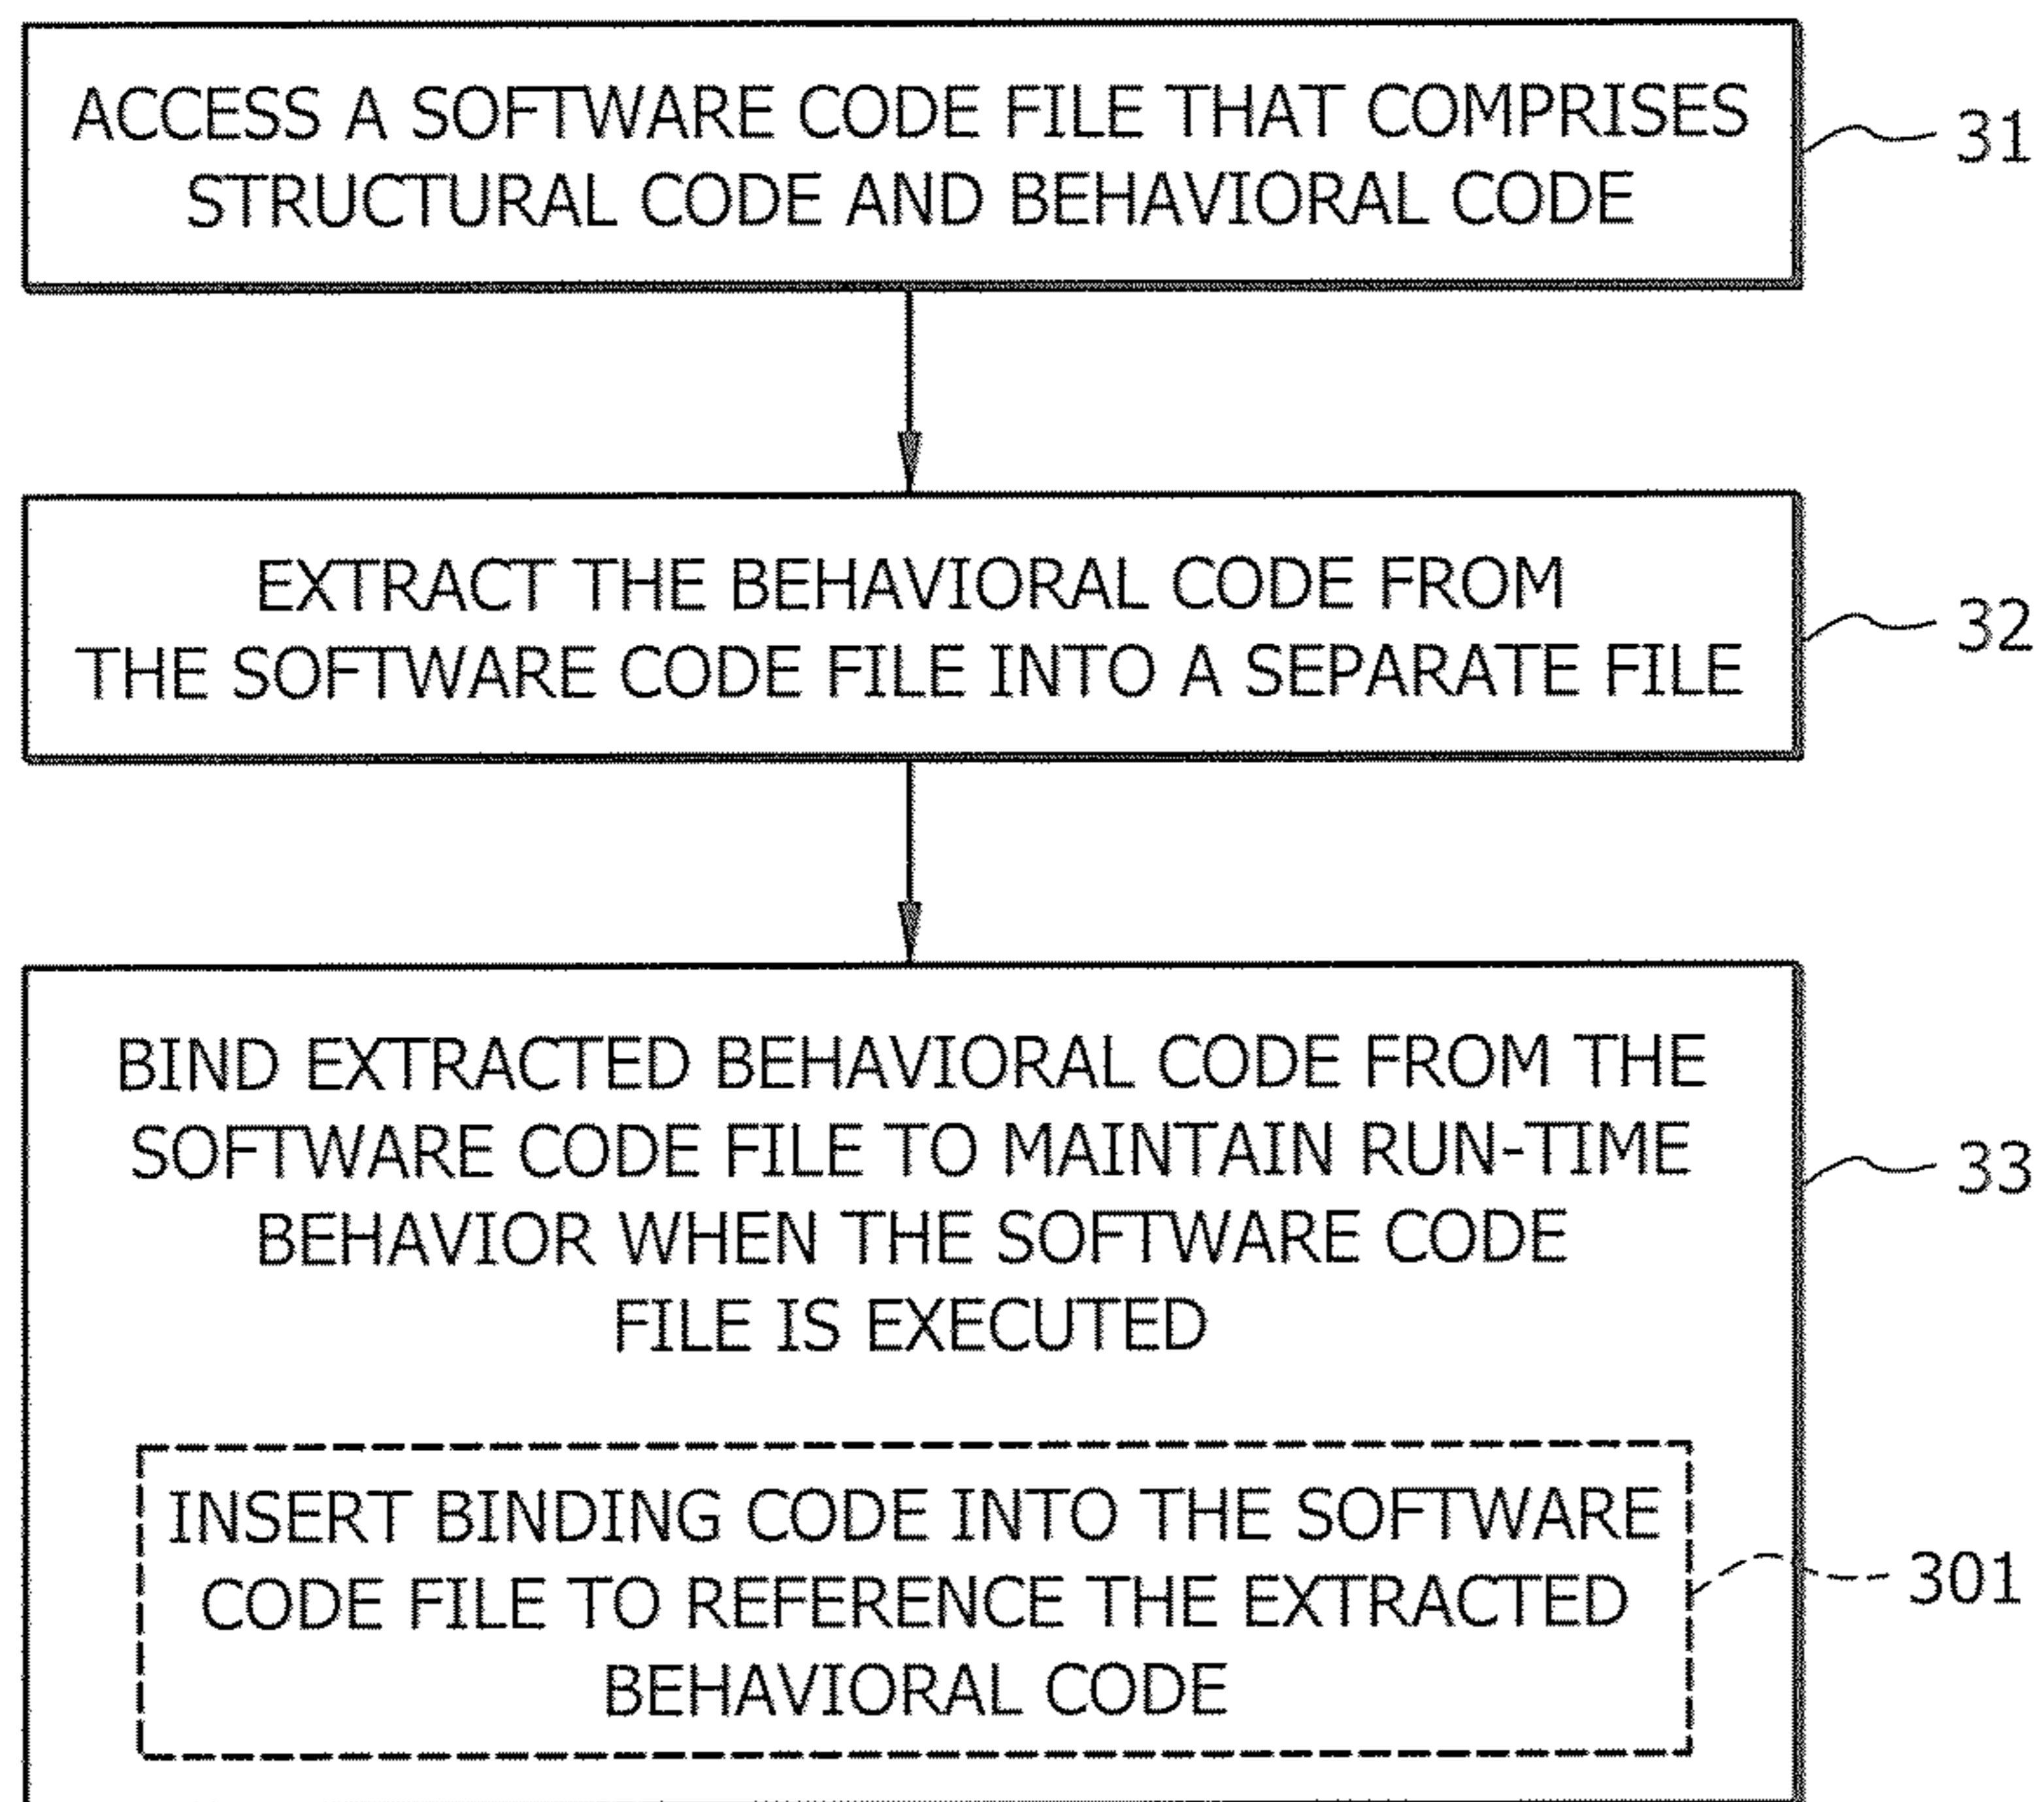 ACCESS A SOFTWARE CODE FILE THAT COMPRISES
STRUCTURAL CODE AND BEHAVIORAL CODE
31
EXTRACT THE BEHAVIORAL CODE FROM
THE SOFTWARE CODE FILE INTO A SEPARATE FILE
32
BIND EXTRACTED BEHAVIORAL CODE FROM THE
SOFTWARE CODE FILE TO MAINTAIN RUN-TIME
BEHAVIOR WHEN THE SOFTWARE CODE
FILE IS EXECUTED
33
INSERT BINDING CODE INTO THE SOFTWARE
CODE FILE TO REFERENCE THE EXTRACTED
BEHAVIORAL CODE
301